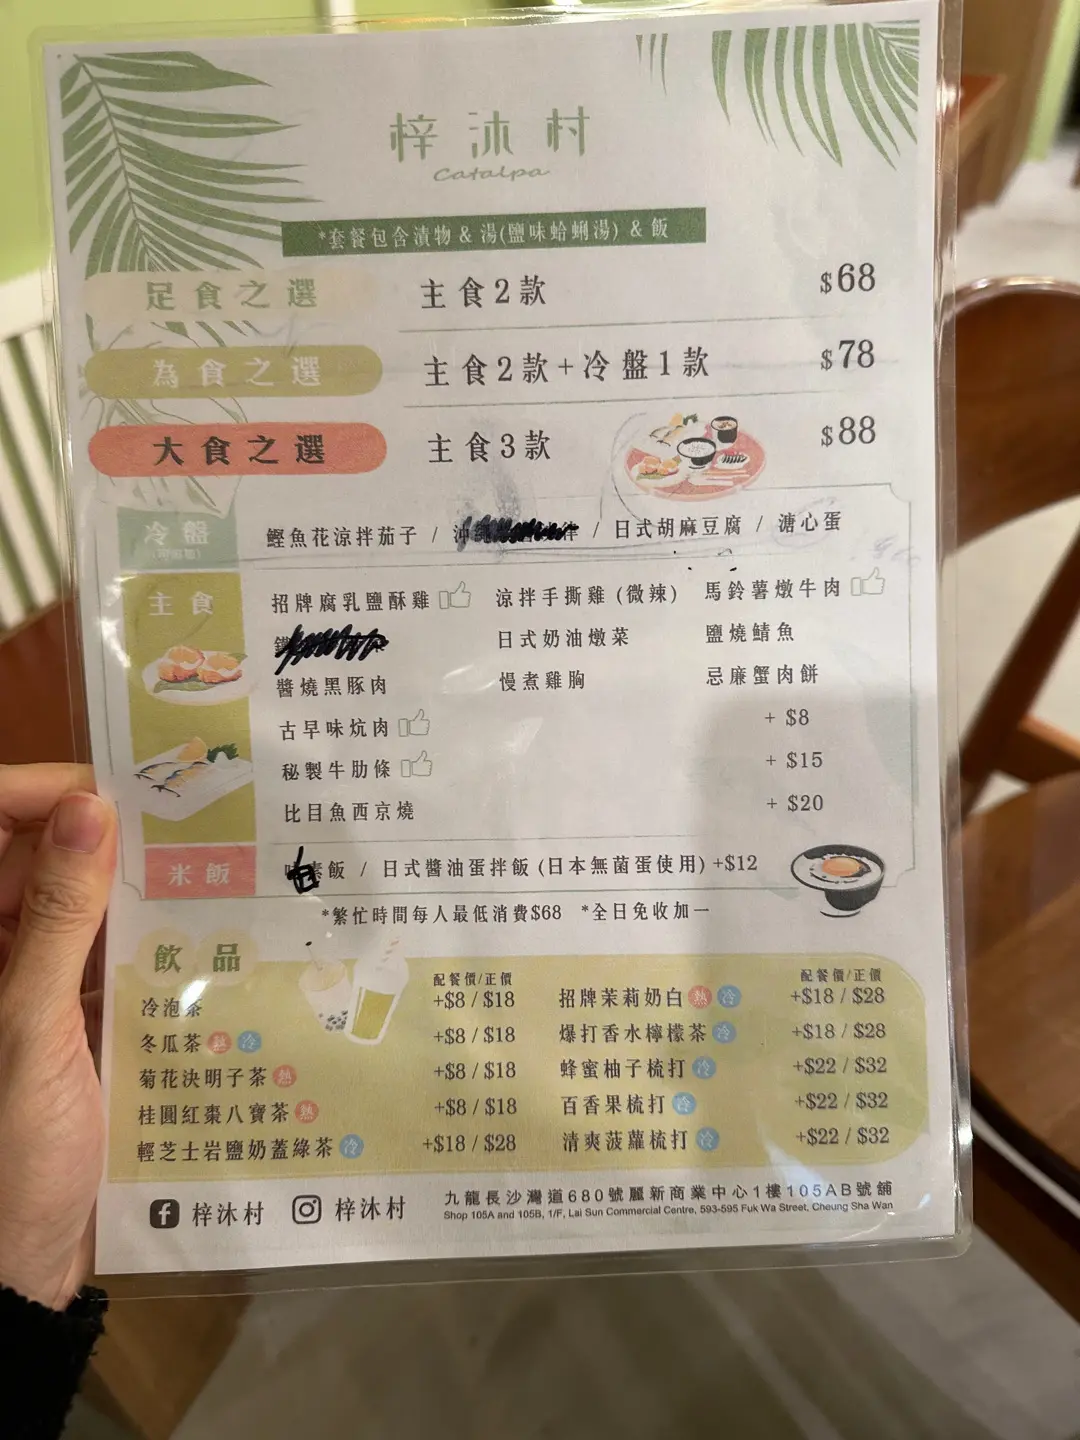 梓沐村
Catalpa
*套餐包含漬物 & 湯(鹽味蛤蜊湯) & 飯
足食之選 主食2款 $68
為食之選 主食2款+冷盤1款 $78
大食之選 主食3款 $88
冷盤 鰹魚花涼拌茄子 / 沖 / 日式胡麻豆腐 / 溏心蛋
主食 招牌腐乳鹽酥雞 涼拌手撕雞 (微辣) 馬鈴薯燉牛肉
日式奶油燉菜 鹽燒鯖魚
醬燒黑豚肉 慢煮雞胸 忌廉蟹肉餅
古早味炕肉 + $8
秘製牛肋條 + $15
比目魚西京燒 + $20
米飯 白飯 / 日式醬油蛋拌飯 (日本無菌蛋使用) +$12
*繁忙時間每人最低消費$68 *全日免收加一
飲品
配餐價/正價 配餐價/正價
冷泡茶 +$8 / $18 招牌茉莉奶白 熱 冷 +$18 / $28
冬瓜茶 熱 冷 +$8 / $18 爆打香水檸檬茶 冷 +$18 / $28
菊花決明子茶 熱 +$8 / $18 蜂蜜柚子梳打 冷 +$22 / $32
桂圓紅棗八寶茶 熱 +$8 / $18 百香果梳打 冷 +$22 / $32
輕芝士岩鹽奶蓋綠茶 冷 +$18 / $28 清爽菠蘿梳打 冷 +$22 / $32
梓沐村 梓沐村 九龍長沙灣道680號麗新商業中心1樓105AB號舖
Shop 105A and 105B, 1/F, Lai Sun Commercial Centre, 593-595 Fuk Wa Street, Cheung Sha Wan